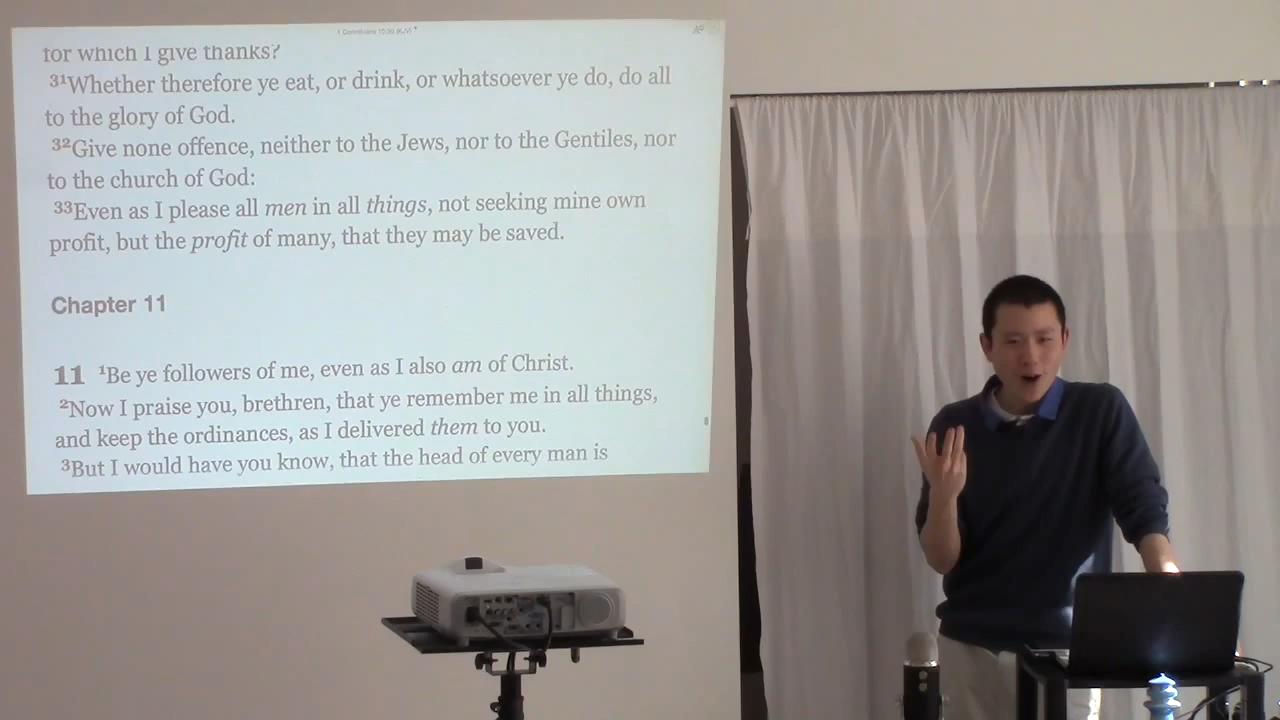 1 Corinthians 10:30 (KJV)
for which I give thanks?
31Whether therefore ye eat, or drink, or whatsoever ye do, do all
to the glory of God.
32Give none offence, neither to the Jews, nor to the Gentiles, nor
to the church of God:
33Even as I please all men in all things, not seeking mine own
profit, but the profit of many, that they may be saved.
Chapter 11
11 1Be ye followers of me, even as I also am of Christ.
2Now I praise you, brethren, that ye remember me in all things,
and keep the ordinances, as I delivered them to you.
3But I would have you know, that the head of every man is